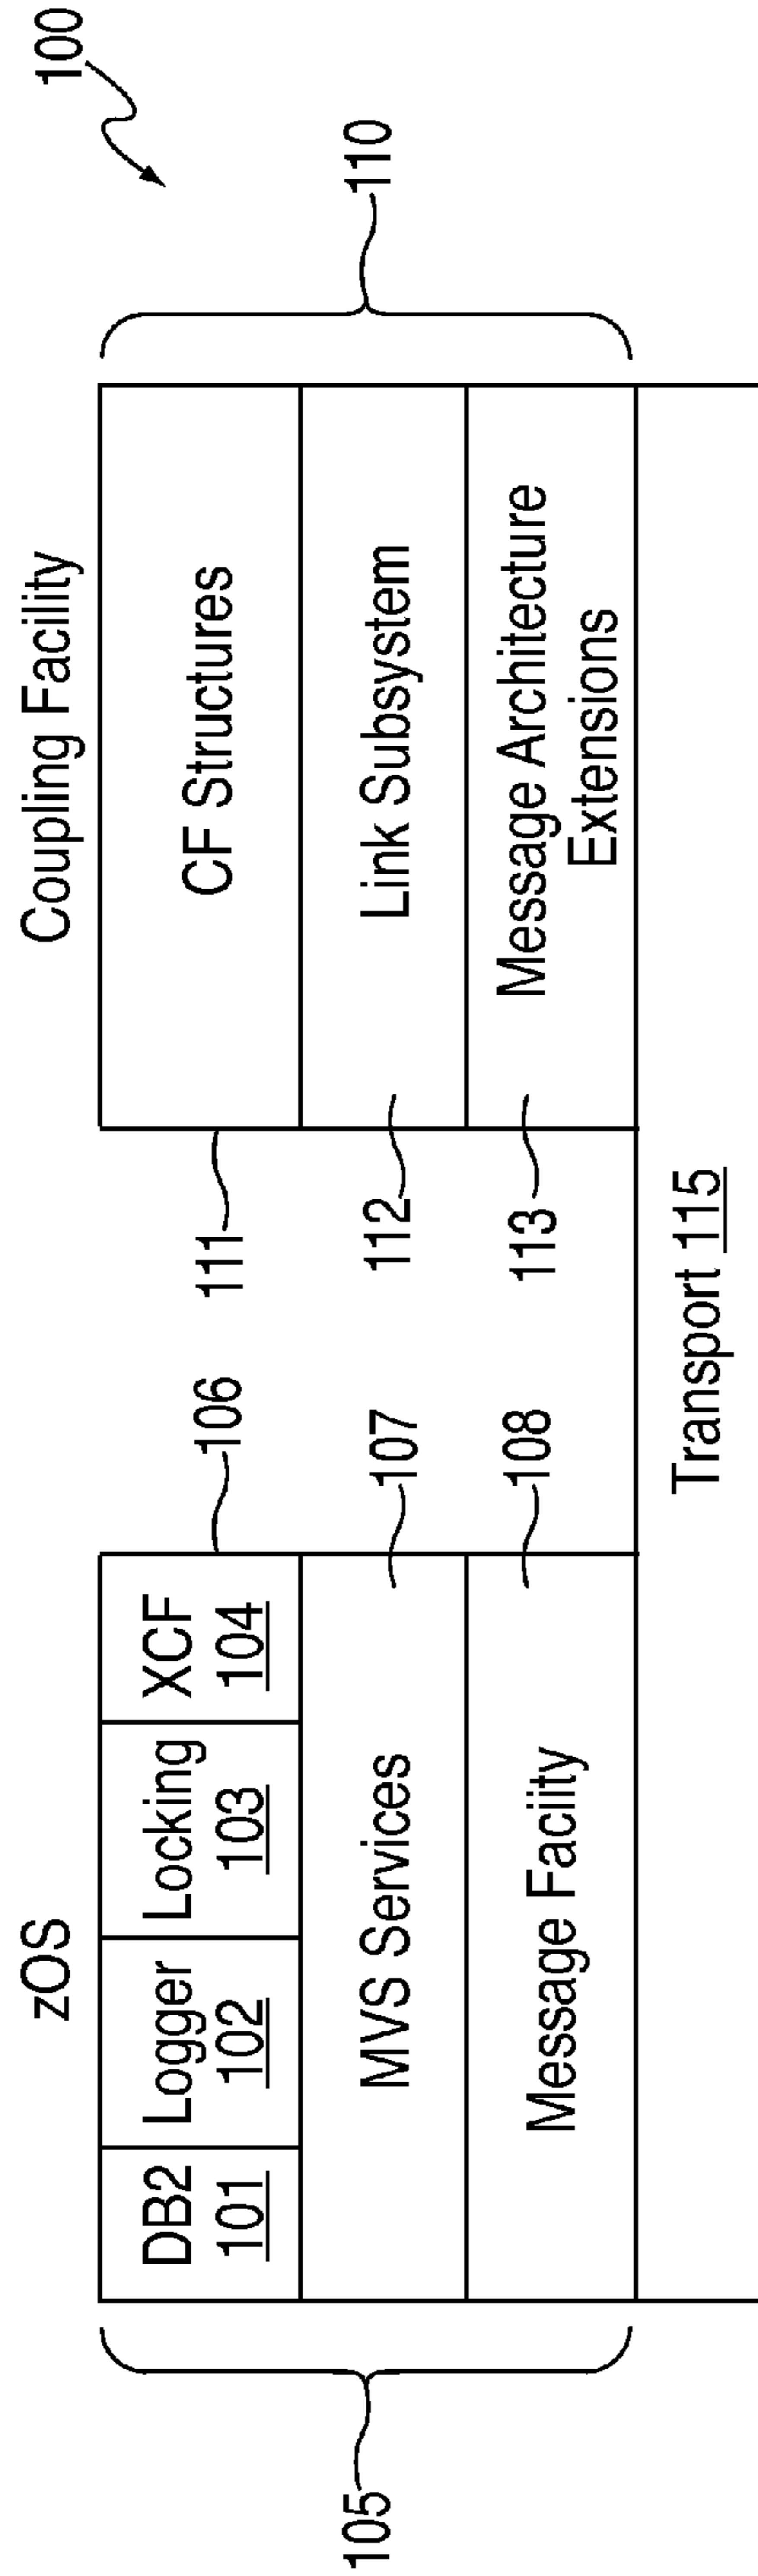 100
zOS
Coupling Facility
DB2
101
Logger
102
Locking
103
XCF
104
106
111
CF Structures
105
110
MVS Services
107
112
Link Subsystem
Message Faciity
108
113
Message Architecture
Extensions
Transport 115